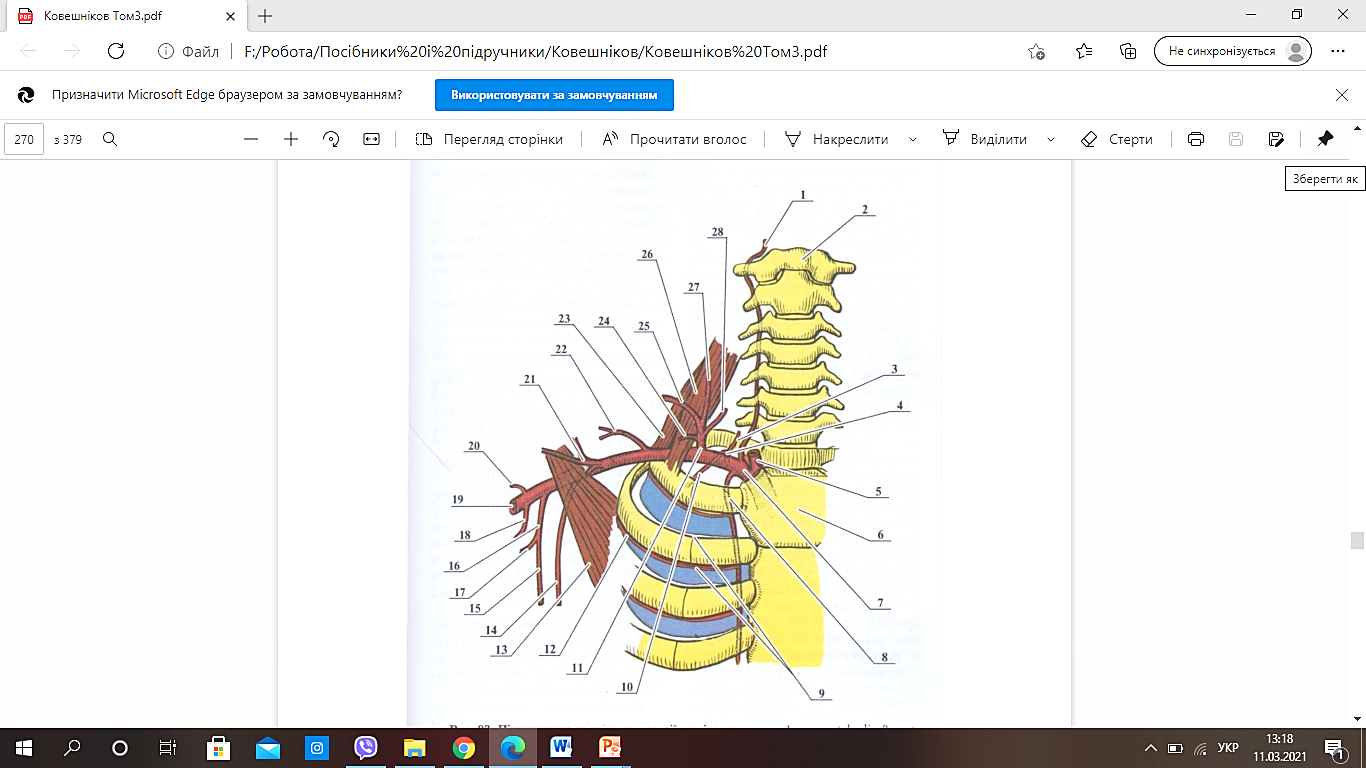 Ковешніков Том3.pdf
Файл
F:/Робота/Посібники%20і%20підручники/Ковешніков/Ковешніков%20Том3.pdf
Не синхронізується
Призначити Microsoft Edge браузером за замовчуванням?
Використовувати за замовчуванням
270 з 379
Перегляд сторінки
Прочитати вголос
Накреслити
Виділити
Стерти
Зберегти як
1
2
28
26
27
23
24
25
22
21
3
4
20
19
5
18
6
16
17
15
7
14
13
12
11
8
10
9
УКР
13:18
11.03.2021
1